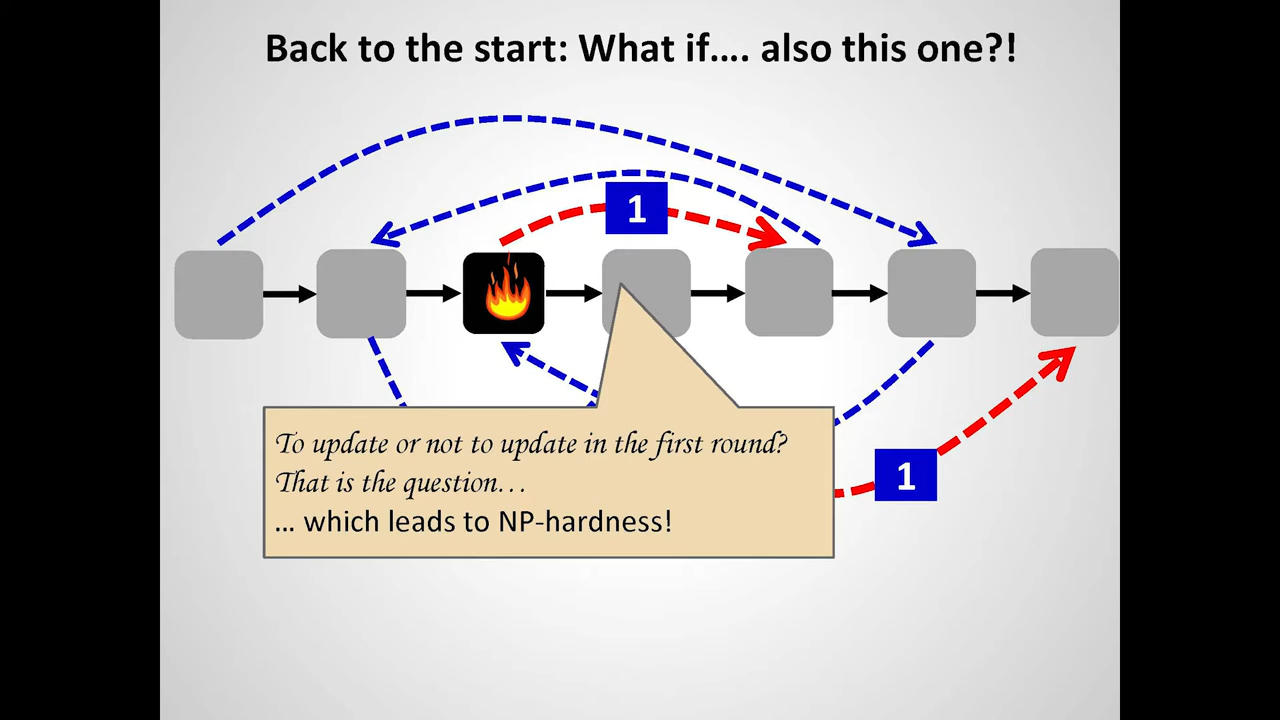 Back to the start: What if.... also this one?!
1
To update or not to update in the first round?
That is the question…
... which leads to NP-hardness!
1